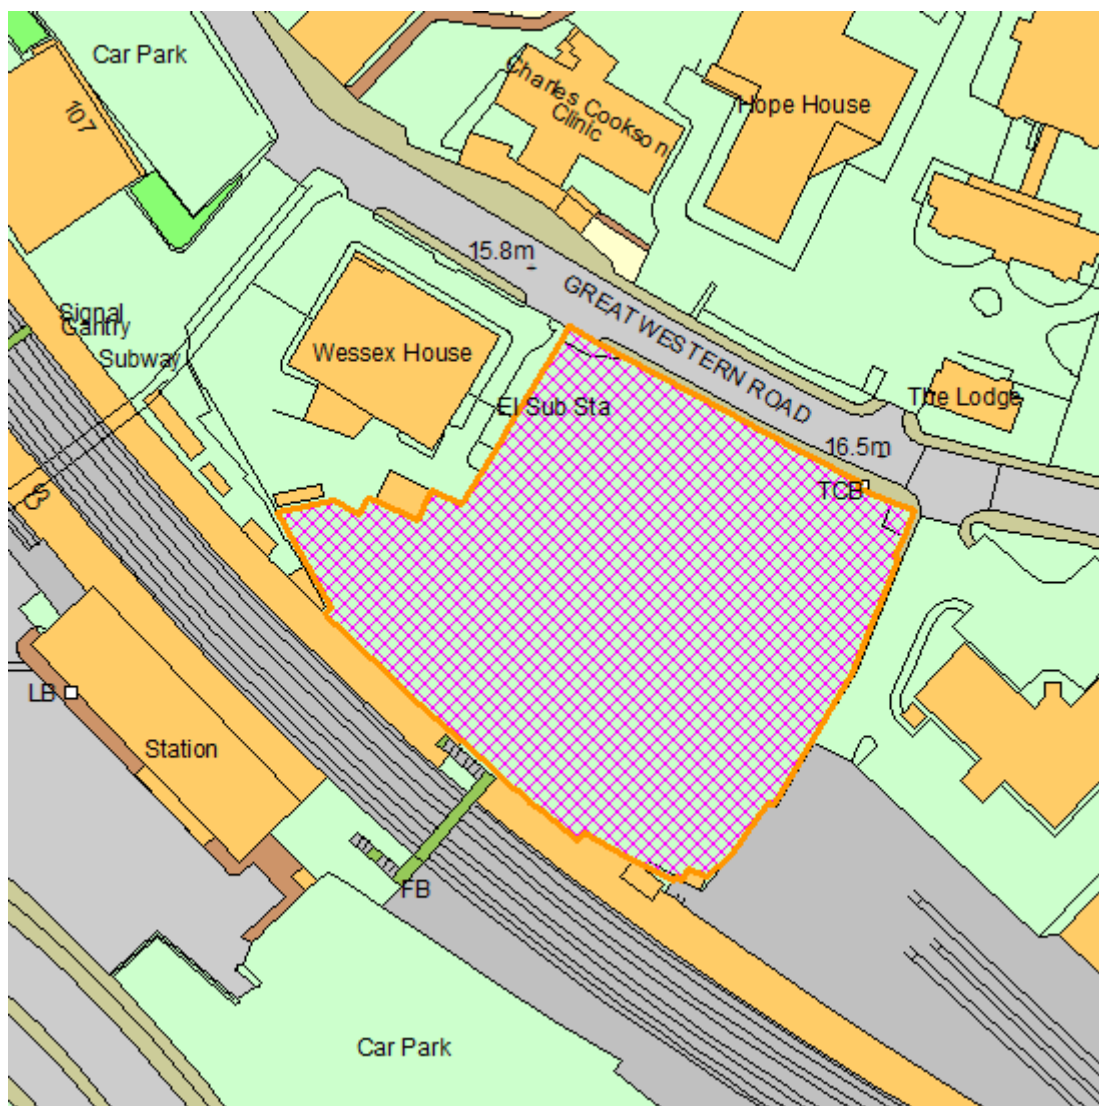 Car Park
107
Charles Cookson
Clinic
Hope House
15.8m
GREAT WESTERN ROAD
Signal
Gantry
Subway
Wessex House
El Sub Sta
The Lodge
16.5m
TCB
LB
Station
FB
Car Park